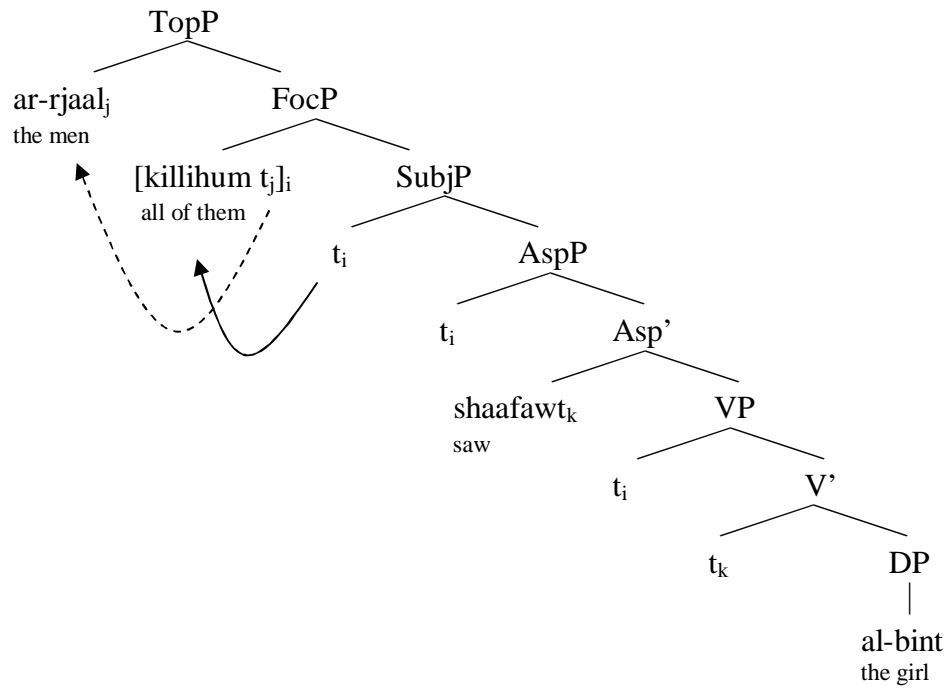 TopP
ar-rjaalj FocP
the men
[killihum tj]i SubjP
all of them
ti AspP
ti Asp’
shaafawtk VP
saw
ti V’
tk DP
al-bint
the girl